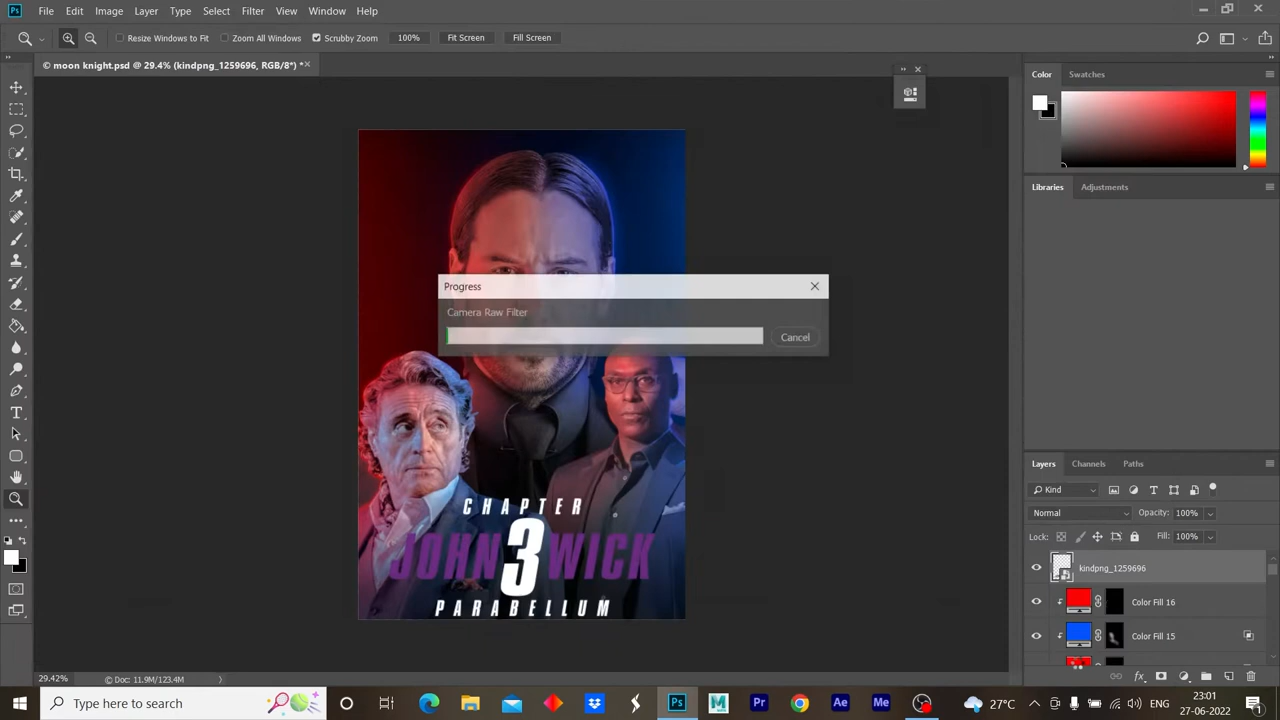 Ps File Edit Image Layer Type Select Filter View Window Help
Resize Windows to Fit Zoom All Windows Scrubby Zoom 100% Fit Screen Fill Screen
© moon knight.psd @ 29.4% (kindpng_1259696, RGB/8*) *
Color Swatches
Libraries Adjustments
Progress
Camera Raw Filter
Cancel
CHAPTER
3
JOHN WICK
PARABELLUM
Layers Channels Paths
Kind
Normal Opacity: 100%
Lock: Fill: 100%
kindpng_1259696
Color Fill 16
Color Fill 15
29.42% Doc: 11.9M/123.4M
Type here to search
Ps M Pr Ae Me
27°C
23:01
27-06-2022